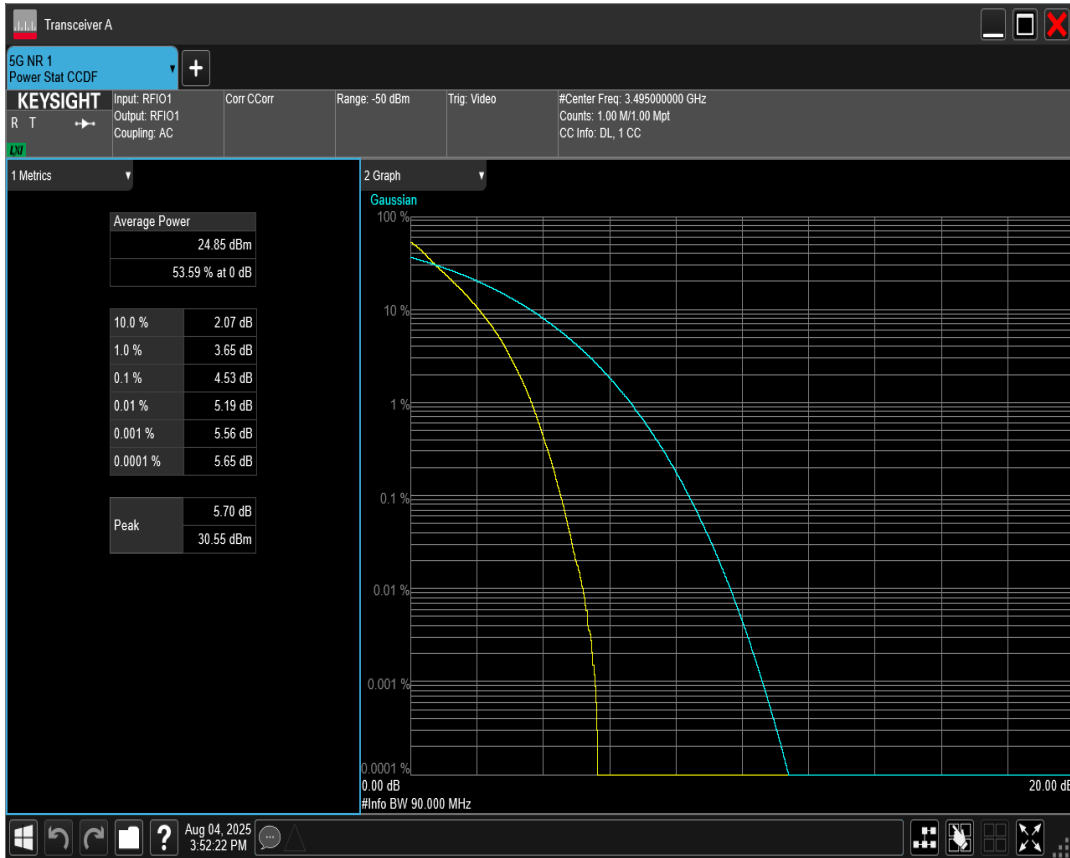 Transceiver A
5G NR 1
Power Stat CCDF
KEYSIGHT
R T
LXI
Input: RFIO1
Output: RFIO1
Coupling: AC
Corr CCorr
Range: -50 dBm
Trig: Video
#Center Freq: 3.495000000 GHz
Counts: 1.00 M/1.00 Mpt
CC Info: DL, 1 CC
1 Metrics
Average Power
24.85 dBm
53.59 % at 0 dB
10.0 % 2.07 dB
1.0 % 3.65 dB
0.1 % 4.53 dB
0.01 % 5.19 dB
0.001 % 5.56 dB
0.0001 % 5.65 dB
Peak
5.70 dB
30.55 dBm
2 Graph
Gaussian
100 %
10 %
1 %
0.1 %
0.01 %
0.001 %
0.0001 %
0.00 dB
20.00 dB
#Info BW 90.000 MHz
?
Aug 04, 2025
3:52:22 PM